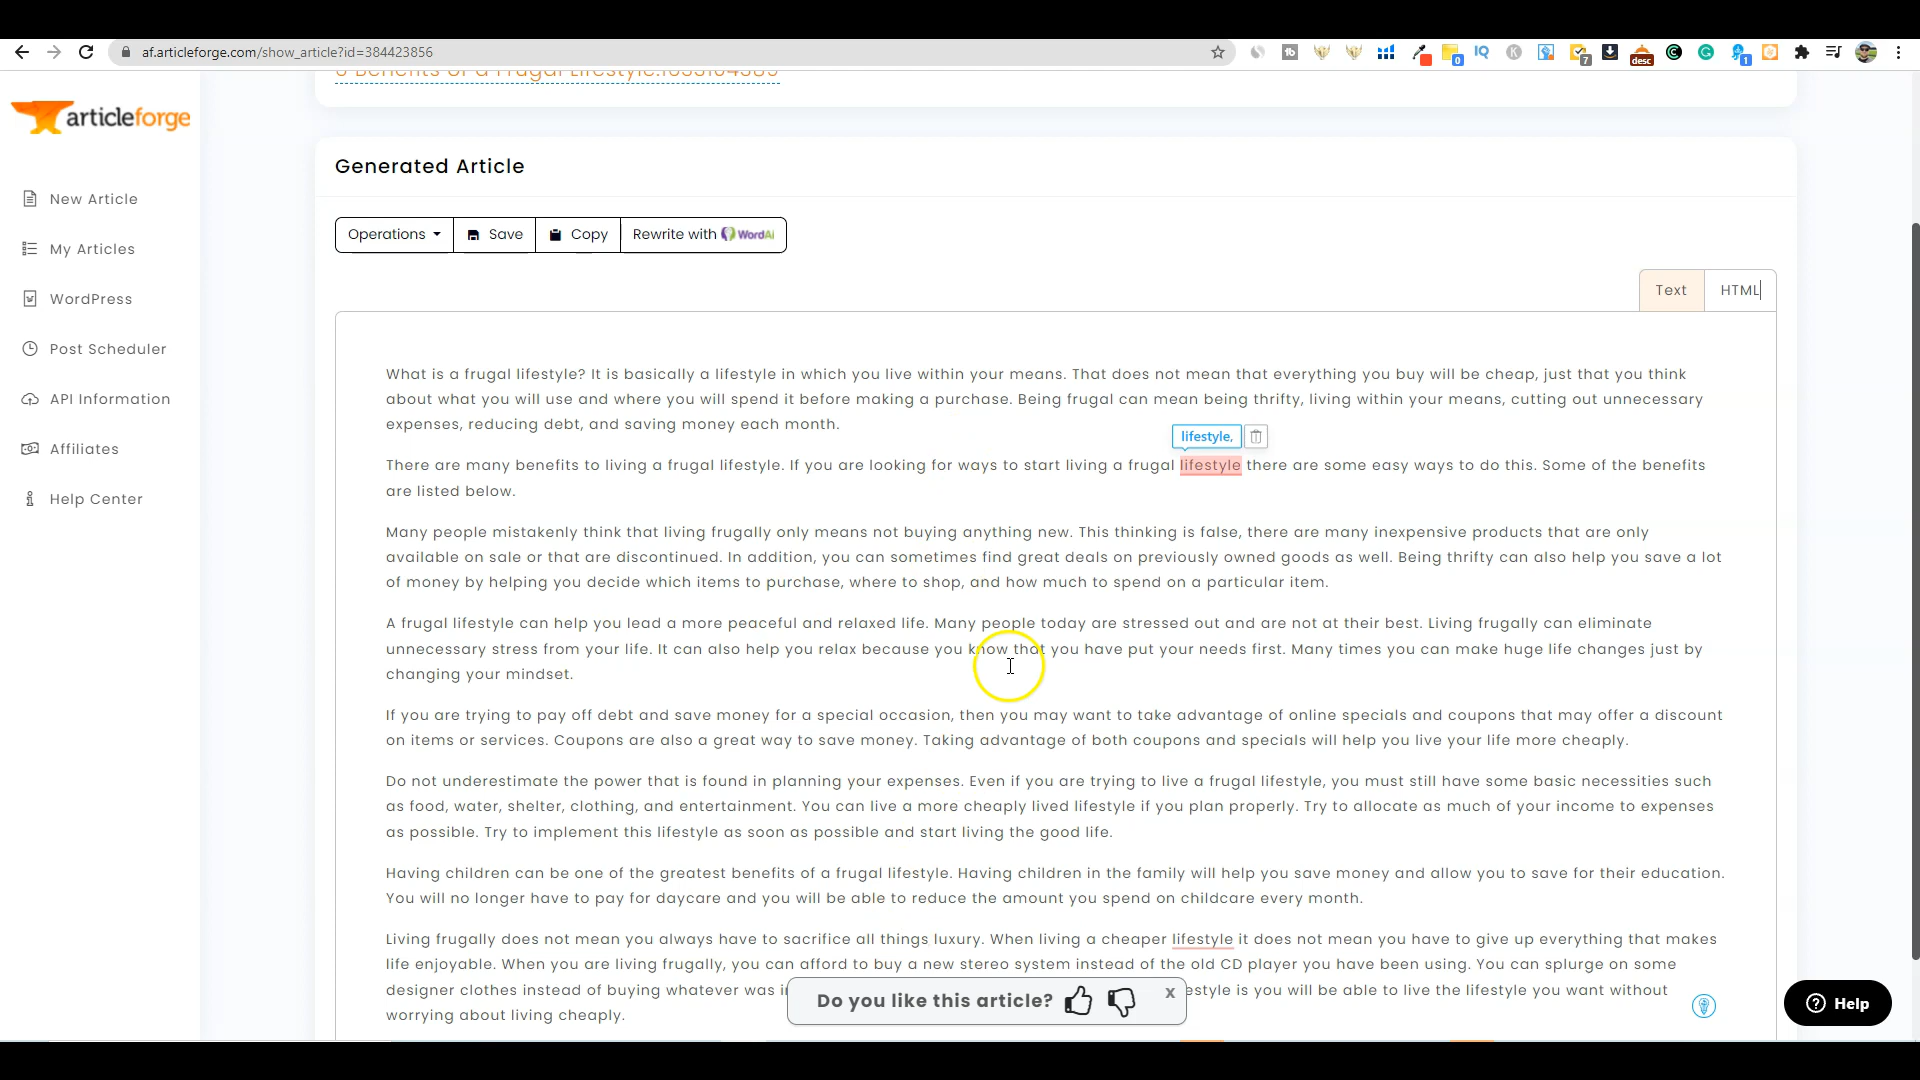 af.articleforge.com/show_article?id=384423856
0
7
desc
1
articleforge
New Article
My Articles
WordPress
Post Scheduler
API Information
Affiliates
Help Center
Generated Article
Operations
Save
Copy
Rewrite with WordAi
Text
HTML
What is a frugal lifestyle? It is basically a lifestyle in which you live within your means. That does not mean that everything you buy will be cheap, just that you think
about what you will use and where you will spend it before making a purchase. Being frugal can mean being thrifty, living within your means, cutting out unnecessary
expenses, reducing debt, and saving money each month.
lifestyle,
There are many benefits to living a frugal lifestyle. If you are looking for ways to start living a frugal lifestyle there are some easy ways to do this. Some of the benefits
are listed below.
Many people mistakenly think that living frugally only means not buying anything new. This thinking is false, there are many inexpensive products that are only
available on sale or that are discontinued. In addition, you can sometimes find great deals on previously owned goods as well. Being thrifty can also help you save a lot
of money by helping you decide which items to purchase, where to shop, and how much to spend on a particular item.
A frugal lifestyle can help you lead a more peaceful and relaxed life. Many people today are stressed out and are not at their best. Living frugally can eliminate
unnecessary stress from your life. It can also help you relax because you know that you have put your needs first. Many times you can make huge life changes just by
changing your mindset.
If you are trying to pay off debt and save money for a special occasion, then you may want to take advantage of online specials and coupons that may offer a discount
on items or services. Coupons are also a great way to save money. Taking advantage of both coupons and specials will help you live your life more cheaply.
Do not underestimate the power that is found in planning your expenses. Even if you are trying to live a frugal lifestyle, you must still have some basic necessities such
as food, water, shelter, clothing, and entertainment. You can live a more cheaply lived lifestyle if you plan properly. Try to allocate as much of your income to expenses
as possible. Try to implement this lifestyle as soon as possible and start living the good life.
Having children can be one of the greatest benefits of a frugal lifestyle. Having children in the family will help you save money and allow you to save for their education.
You will no longer have to pay for daycare and you will be able to reduce the amount you spend on childcare every month.
Living frugally does not mean you always have to sacrifice all things luxury. When living a cheaper lifestyle it does not mean you have to give up everything that makes
life enjoyable. When you are living frugally, you can afford to buy a new stereo system instead of the old CD player you have been using. You can splurge on some
designer clothes instead of buying whatever was is you will be able to live the lifestyle you want without
worrying about living cheaply.
Do you like this article?
x
Help